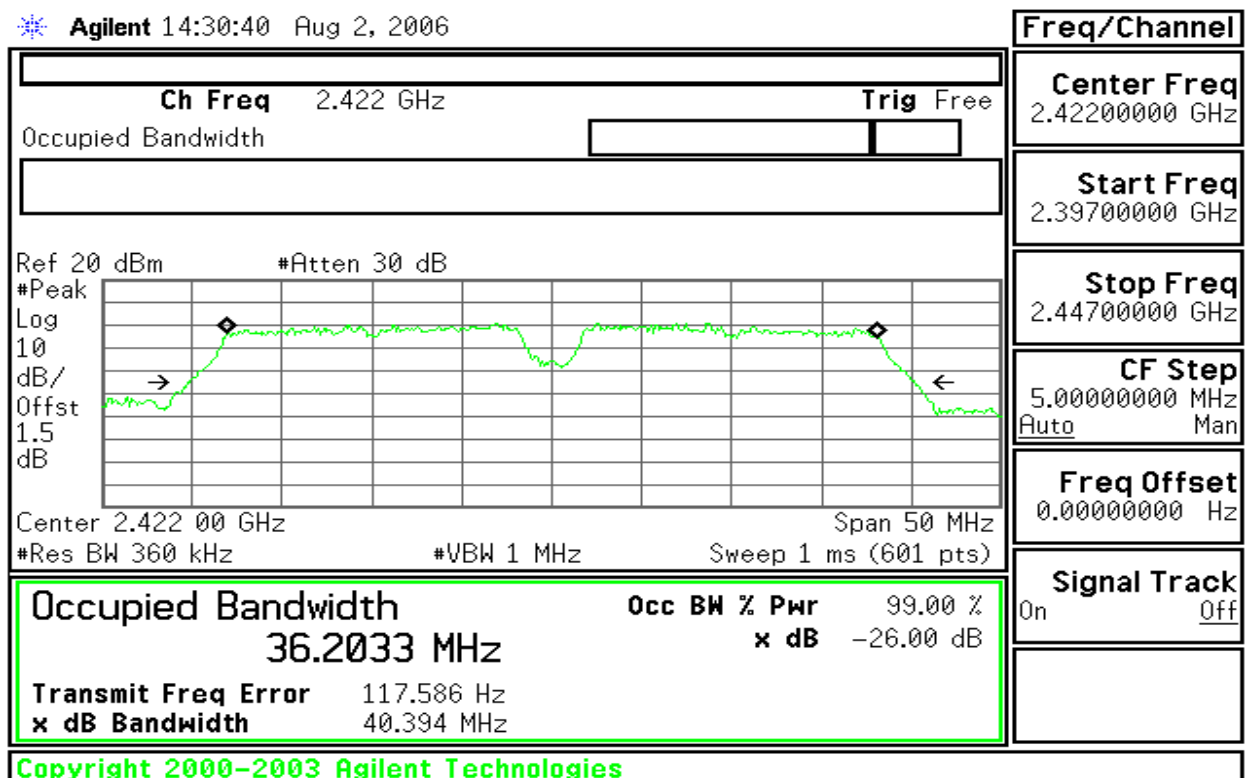 Agilent 14:30:40 Aug 2, 2006
Freq/Channel
Ch Freq 2.422 GHz Trig Free
Occupied Bandwidth
Center Freq
2.42200000 GHz
Start Freq
2.39700000 GHz
Stop Freq
2.44700000 GHz
CF Step
5.00000000 MHz
Auto Man
Freq Offset
0.00000000 Hz
Signal Track
On Off
Ref 20 dBm #Atten 30 dB
#Peak
Log
10
dB/
Offst
1.5
dB
Center 2.422 00 GHz Span 50 MHz
#Res BW 360 kHz #VBW 1 MHz Sweep 1 ms (601 pts)
Occupied Bandwidth Occ BW % Pwr 99.00 %
36.2033 MHz x dB -26.00 dB
Transmit Freq Error 117.586 Hz
x dB Bandwidth 40.394 MHz
Copyright 2000-2003 Agilent Technologies